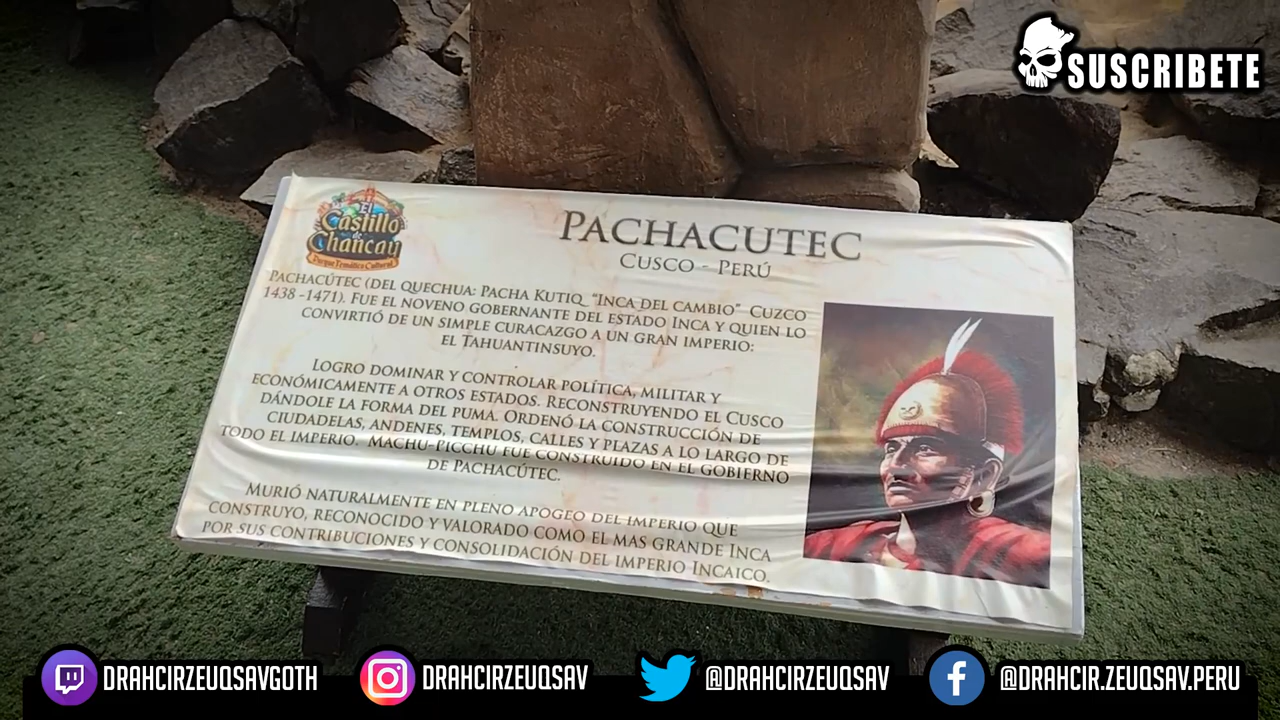 SUSCRIBETE
El
Castillo
de
Chancay
Parque Temático Cultural
PACHACUTEC
CUSCO - PERÚ
PACHACÚTEC (DEL QUECHUA: PACHA KUTIQ "INCA DEL CAMBIO" CUZCO
1438 -1471). FUE EL NOVENO GOBERNANTE DEL ESTADO INCA Y QUIEN LO
CONVIRTIÓ DE UN SIMPLE CURACAZGO A UN GRAN IMPERIO:
EL TAHUANTINSUYO.
LOGRO DOMINAR Y CONTROLAR POLÍTICA, MILITAR Y
ECONÓMICAMENTE A OTROS ESTADOS. RECONSTRUYENDO EL CUSCO
DÁNDOLE LA FORMA DEL PUMA. ORDENÓ LA CONSTRUCCIÓN DE
CIUDADELAS, ANDENES, TEMPLOS, CALLES Y PLAZAS A LO LARGO DE
TODO EL IMPERIO. MACHU-PICCHU FUE CONSTRUIDO EN EL GOBIERNO
DE PACHACÚTEC.
MURIÓ NATURALMENTE EN PLENO APOGEO DEL IMPERIO QUE
CONSTRUYO, RECONOCIDO Y VALORADO COMO EL MAS GRANDE INCA
POR SUS CONTRIBUCIONES Y CONSOLIDACIÓN DEL IMPERIO INCAICO.
DRAHCIRZEUQSAVGOTH
DRAHCIRZEUQSAV
@DRAHCIRZEUQSAV
@DRAHCIR.ZEUQSAV.PERU